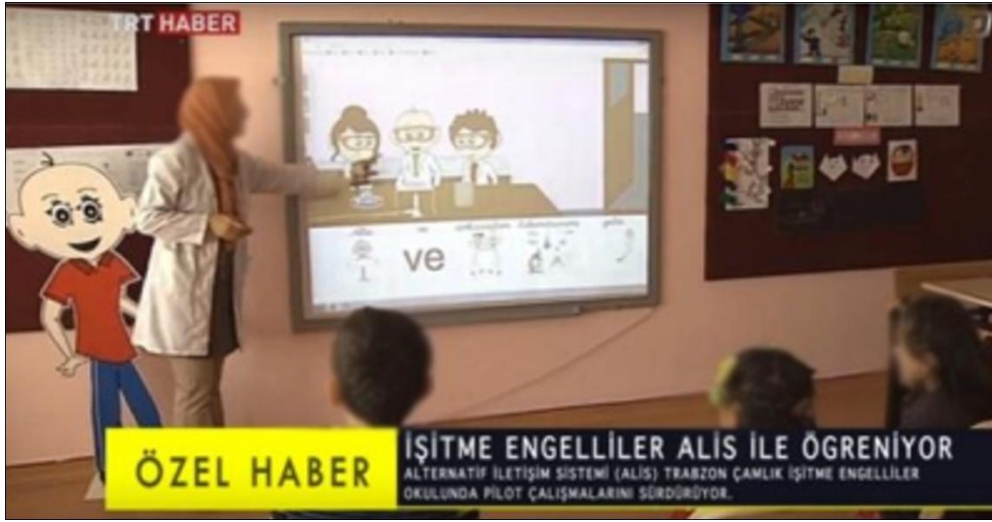 TRT HABER
ve
ÖZEL HABER
İŞİTME ENGELLİLER ALİS İLE ÖGRENİYOR
ALTERNATİF İLETİŞİM SİSTEMİ (ALİS) TRABZON ÇAMLIK İŞİTME ENGELLİLER
OKULUNDA PİLOT ÇALIŞMALARINI SÜRDÜRÜYOR.